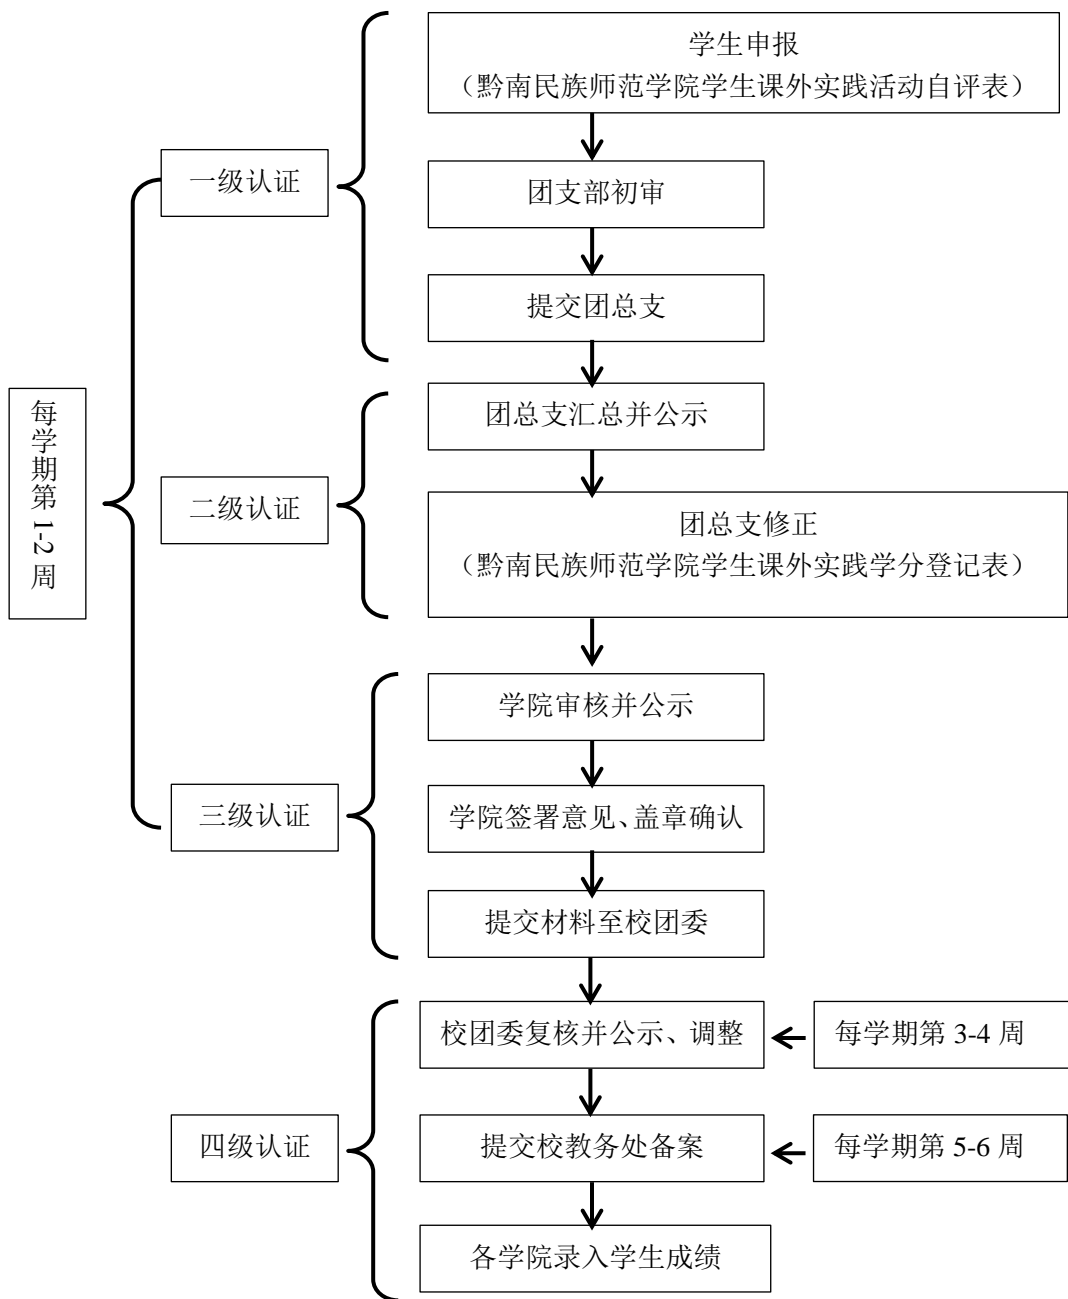 学生申报
（黔南民族师范学院学生课外实践活动自评表）
一级认证
团支部初审
提交团总支
每学期第1-2周
团总支汇总并公示
二级认证
团总支修正
（黔南民族师范学院学生课外实践学分登记表）
学院审核并公示
三级认证
学院签署意见、盖章确认
提交材料至校团委
校团委复核并公示、调整
每学期第 3-4 周
四级认证
提交校教务处备案
每学期第 5-6 周
各学院录入学生成绩